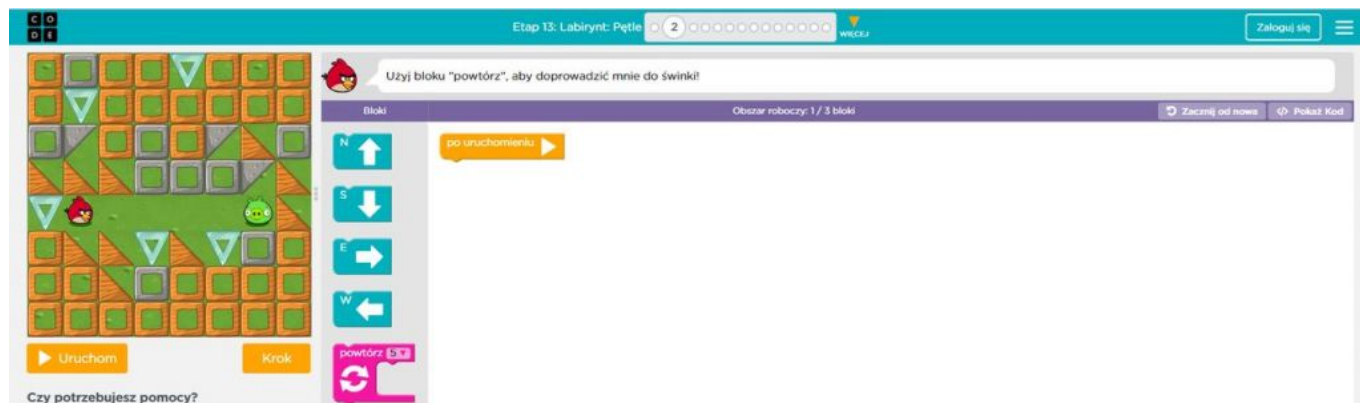 C O
D E
Etap 13: Labirynt: Pętle
2
WIĘCEJ
Zaloguj się
Użyj bloku "powtórz", aby doprowadzić mnie do świnki!
Bloki
Obszar roboczy: 1 / 3 bloki
Zacznij od nowa
</> Pokaż Kod
po uruchomieniu
N
S
E
W
powtórz 5
Uruchom
Krok
Czy potrzebujesz pomocy?